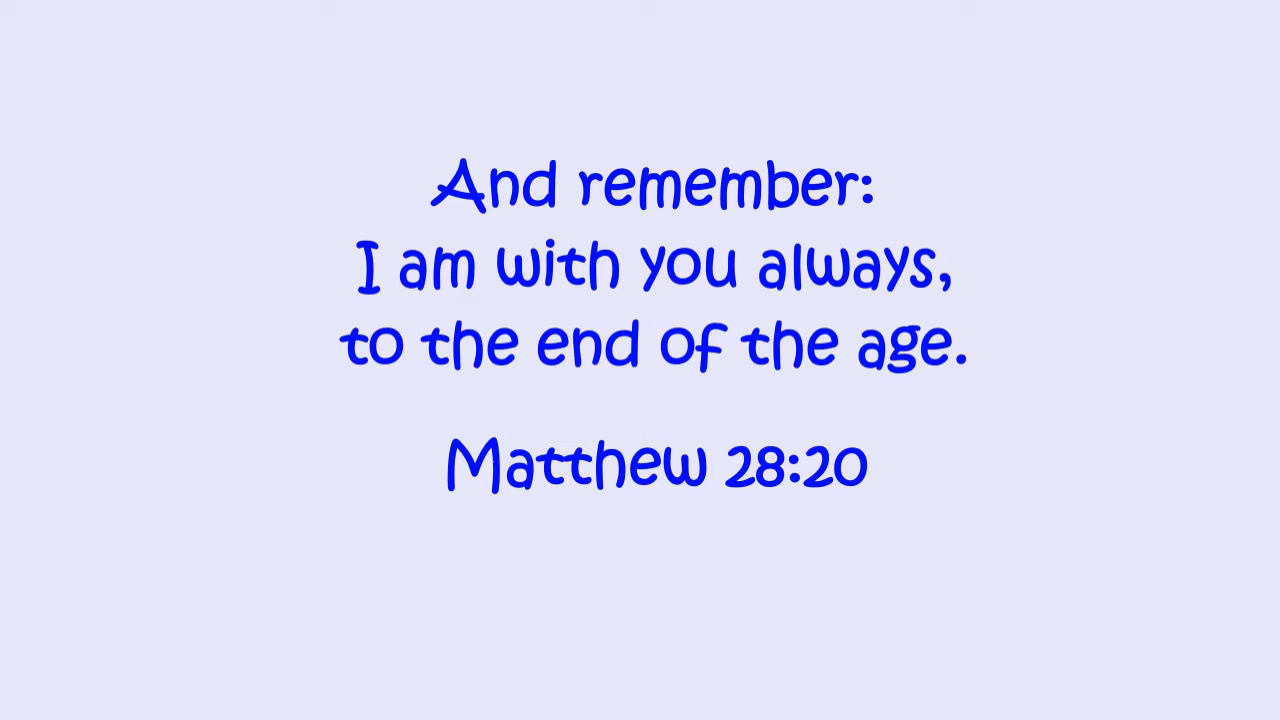 And remember:
I am with you always,
to the end of the age.
Matthew 28:20